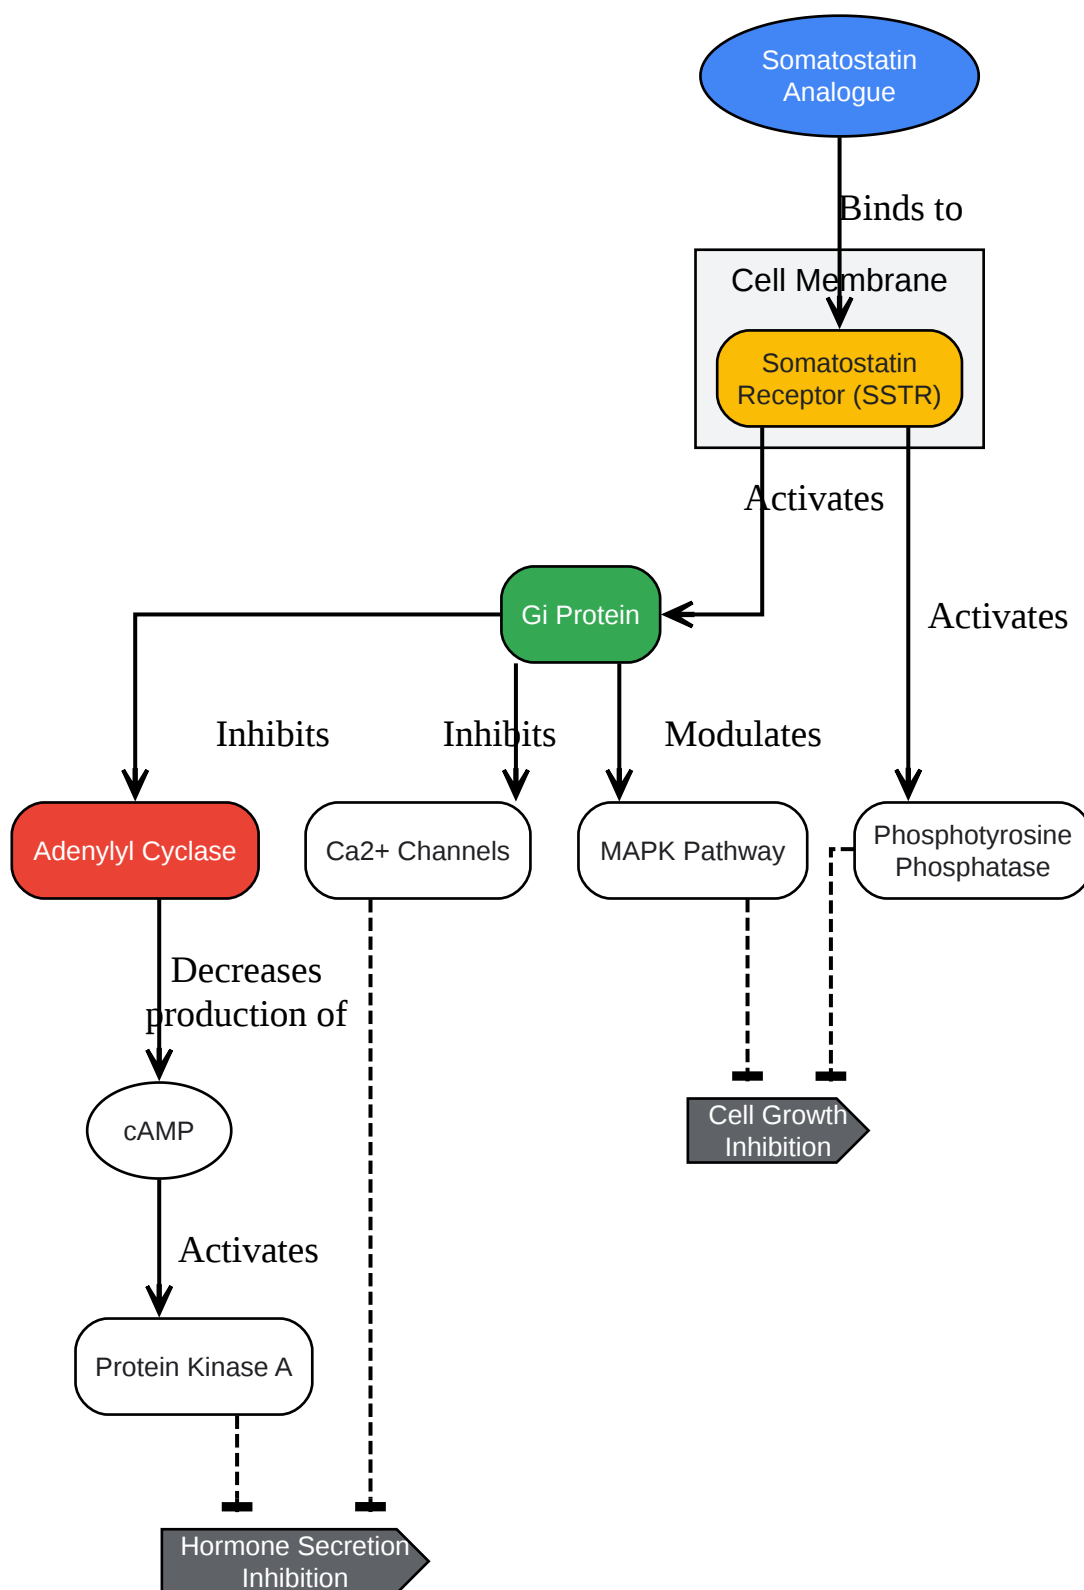 Somatostatin
Analogue
Binds to
Cell Membrane
Somatostatin
Receptor (SSTR)
Activates
Gi Protein
Activates
Inhibits
Inhibits
Modulates
Adenylyl Cyclase
Ca2+ Channels
MAPK Pathway
Phosphotyrosine
Phosphatase
Decreases
production of
cAMP
Cell Growth
Inhibition
Activates
Protein Kinase A
Hormone Secretion
Inhibition